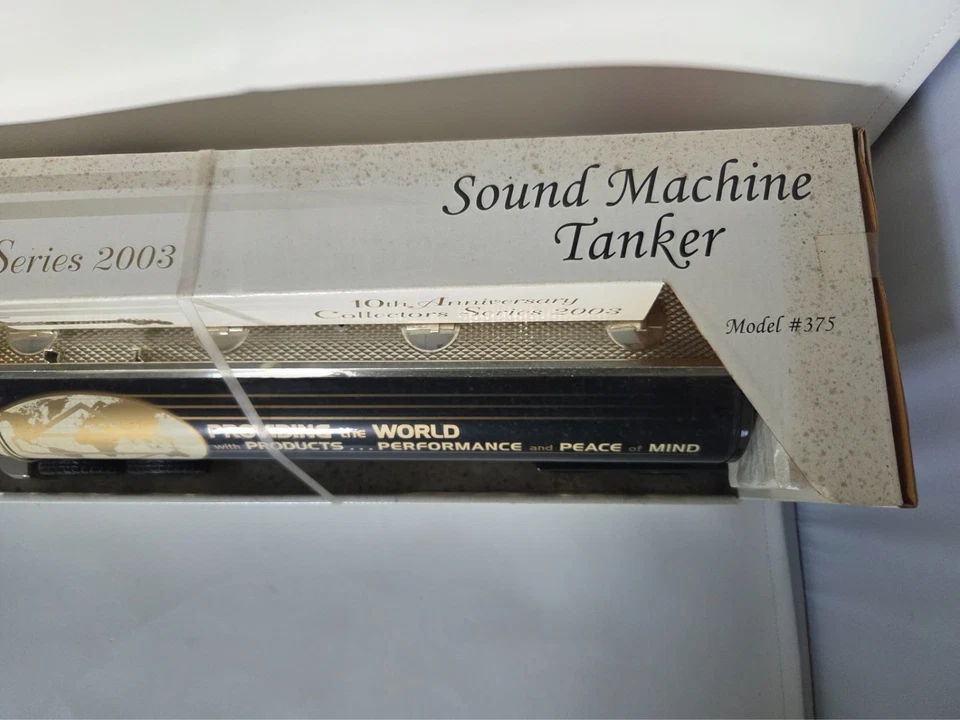 Sound Machine
Tanker
Series 2003
10th Anniversary
Collectors Series 2003
Model #375
PROVIDING the WORLD
with PRODUCTS . . . PERFORMANCE and PEACE of MIND